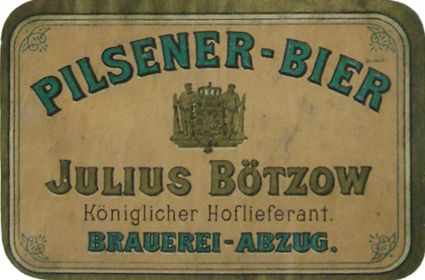 PILSENER-BIER
JULIUS BÖTZOW
Königlicher Hoflieferant.
BRAUEREI-ABZUG.